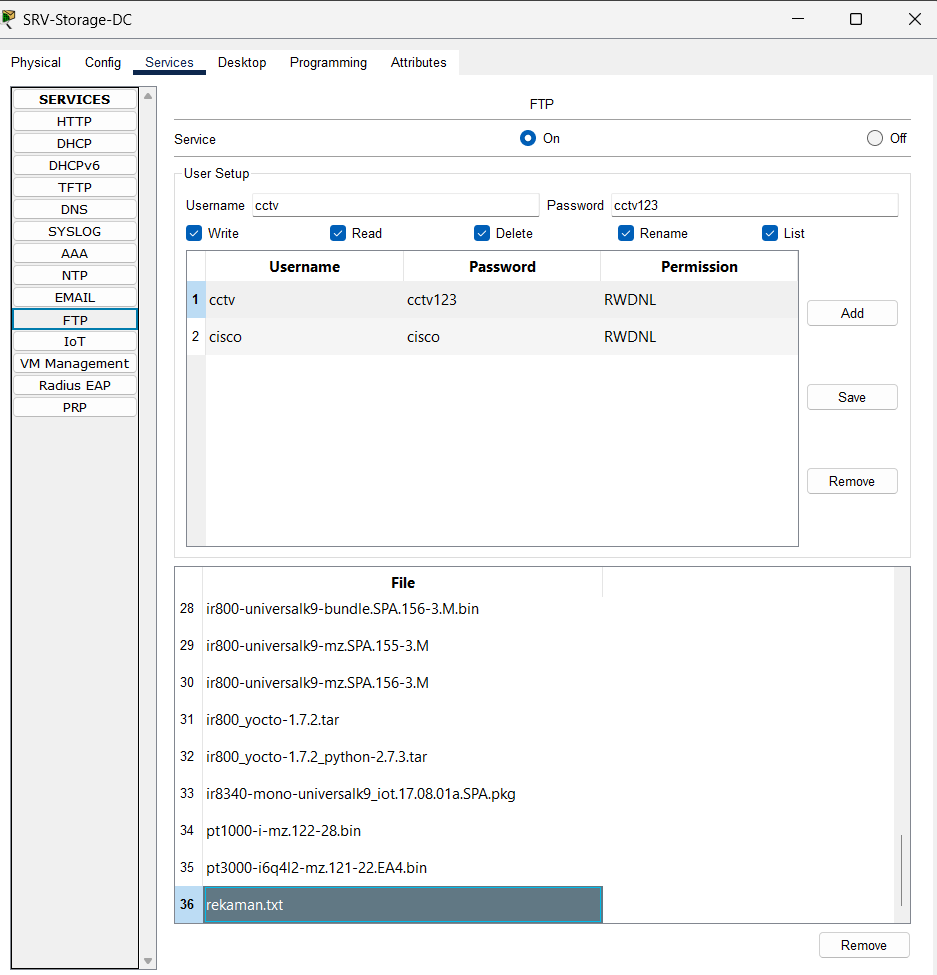 SRV-Storage-DC
Physical Config Services Desktop Programming Attributes
SERVICES
HTTP
DHCP
DHCPv6
TFTP
DNS
SYSLOG
AAA
NTP
EMAIL
FTP
IoT
VM Management
Radius EAP
PRP
FTP
Service On Off
User Setup
Username cctv Password cctv123
Write Read Delete Rename List
Username Password Permission
1 cctv cctv123 RWDNL
2 cisco cisco RWDNL
Add
Save
Remove
File
28 ir800-universalk9-bundle.SPA.156-3.M.bin
29 ir800-universalk9-mz.SPA.155-3.M
30 ir800-universalk9-mz.SPA.156-3.M
31 ir800_yocto-1.7.2.tar
32 ir800_yocto-1.7.2_python-2.7.3.tar
33 ir8340-mono-universalk9_iot.17.08.01a.SPA.pkg
34 pt1000-i-mz.122-28.bin
35 pt3000-i6q4l2-mz.121-22.EA4.bin
36 rekaman.txt
Remove